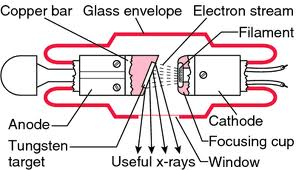 Copper bar
Glass envelope
Electron stream
Filament
Anode
Cathode
Tungsten
target
Focusing cup
Useful x-rays
Window